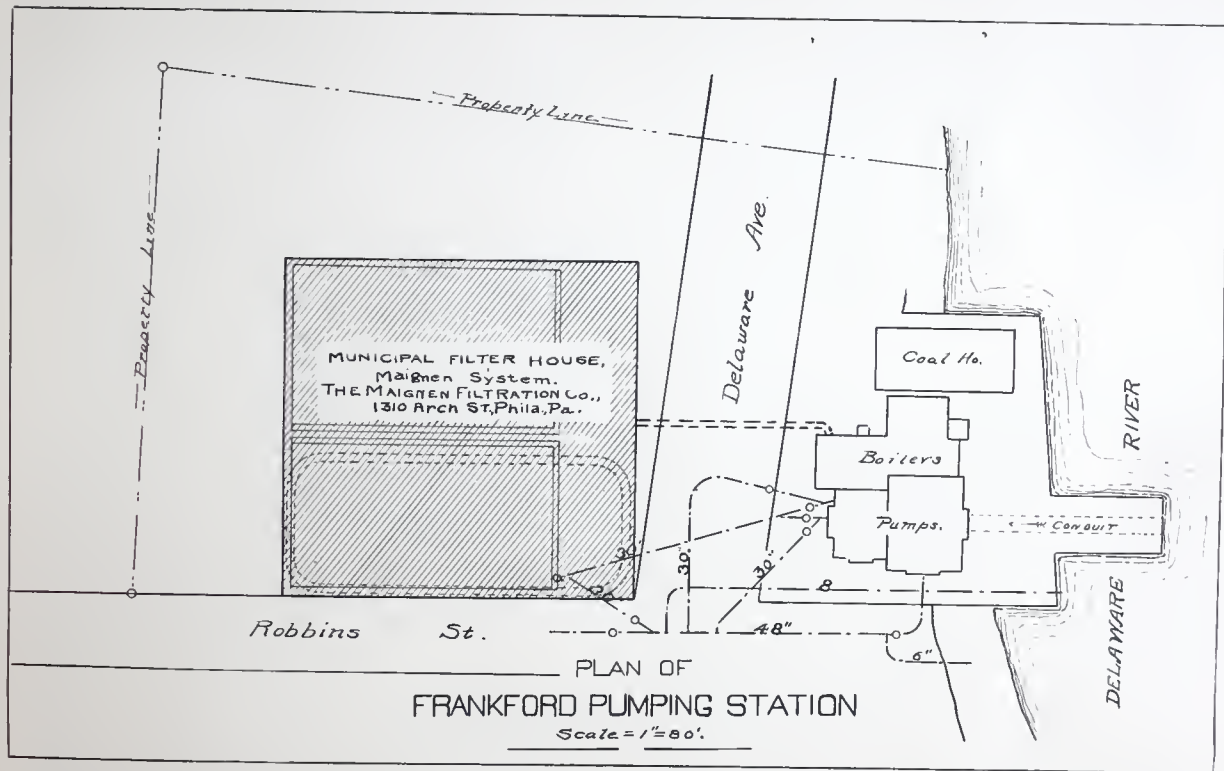 Property Line
Property Line
Delaware Ave.
MUNICIPAL FILTER HOUSE,
Maignen System.
THE MAIGNEN FILTRATION Co.,
1310 Arch ST, Phila, Pa.
Coal Ho.
RIVER
Boilers
Pumps.
CONDUIT
30"
30"
8
DELAWARE
Robbins St.
48"
6"
PLAN OF
FRANKFORD PUMPING STATION
Scale = 1"=80'.